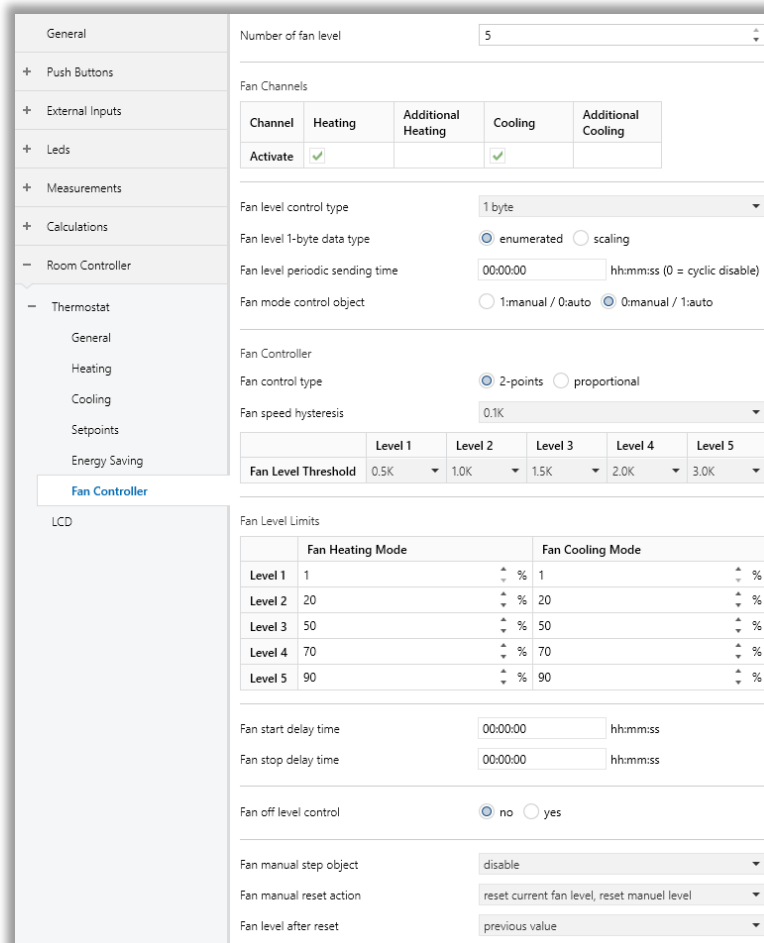 General
+ Push Buttons
+ External Inputs
+ Leds
+ Measurements
+ Calculations
− Room Controller
− Thermostat
General
Heating
Cooling
Setpoints
Energy Saving
Fan Controller
LCD
Number of fan level 5
Fan Channels
Channel Heating Additional Heating Cooling Additional Cooling
Activate
Fan level control type 1 byte
Fan level 1-byte data type enumerated scaling
Fan level periodic sending time 00:00:00 hh:mm:ss (0 = cyclic disable)
Fan mode control object 1:manual / 0:auto 0:manual / 1:auto
Fan Controller
Fan control type 2-points proportional
Fan speed hysteresis 0.1K
Level 1 Level 2 Level 3 Level 4 Level 5
Fan Level Threshold 0.5K 1.0K 1.5K 2.0K 3.0K
Fan Level Limits
Fan Heating Mode Fan Cooling Mode
Level 1 1 % 1 %
Level 2 20 % 20 %
Level 3 50 % 50 %
Level 4 70 % 70 %
Level 5 90 % 90 %
Fan start delay time 00:00:00 hh:mm:ss
Fan stop delay time 00:00:00 hh:mm:ss
Fan off level control no yes
Fan manual step object disable
Fan manual reset action reset current fan level, reset manuel level
Fan level after reset previous value